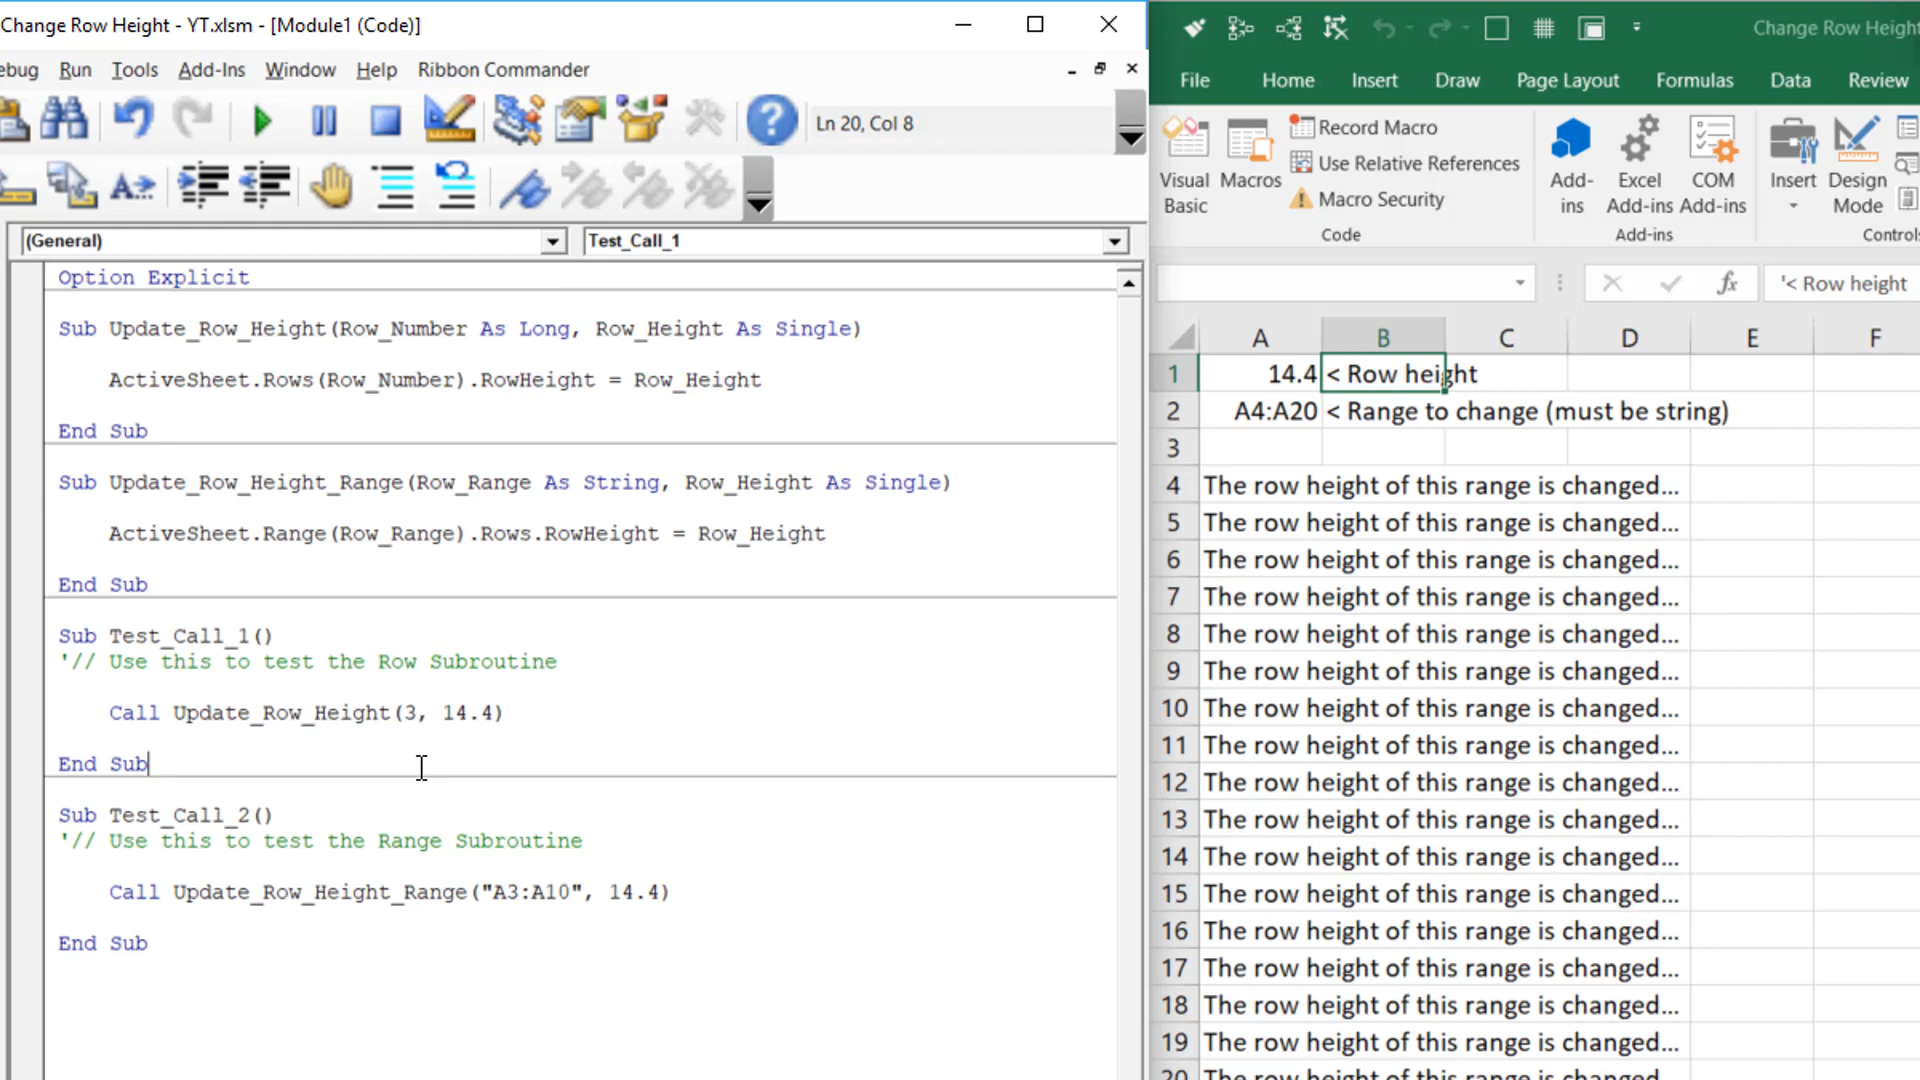 Change Row Height - YT.xlsm - [Module1 (Code)]
ebug Run Tools Add-Ins Window Help Ribbon Commander
Ln 20, Col 8
(General)
Test_Call_1
Option Explicit
Sub Update_Row_Height(Row_Number As Long, Row_Height As Single)
ActiveSheet.Rows(Row_Number).RowHeight = Row_Height
End Sub
Sub Update_Row_Height_Range(Row_Range As String, Row_Height As Single)
ActiveSheet.Range(Row_Range).Rows.RowHeight = Row_Height
End Sub
Sub Test_Call_1()
'// Use this to test the Row Subroutine
Call Update_Row_Height(3, 14.4)
End Sub
Sub Test_Call_2()
'// Use this to test the Range Subroutine
Call Update_Row_Height_Range("A3:A10", 14.4)
End Sub
Change Row Height
File Home Insert Draw Page Layout Formulas Data Review
Visual Basic
Macros
Record Macro
Use Relative References
Macro Security
Code
Add-ins
Excel Add-ins
COM Add-ins
Add-ins
Insert
Design Mode
Controls
fx
'< Row height
A B C D E F
1 14.4 < Row height
2 A4:A20 < Range to change (must be string)
3
4 The row height of this range is changed...
5 The row height of this range is changed...
6 The row height of this range is changed...
7 The row height of this range is changed...
8 The row height of this range is changed...
9 The row height of this range is changed...
10 The row height of this range is changed...
11 The row height of this range is changed...
12 The row height of this range is changed...
13 The row height of this range is changed...
14 The row height of this range is changed...
15 The row height of this range is changed...
16 The row height of this range is changed...
17 The row height of this range is changed...
18 The row height of this range is changed...
19 The row height of this range is changed...
20 The row height of this range is changed...